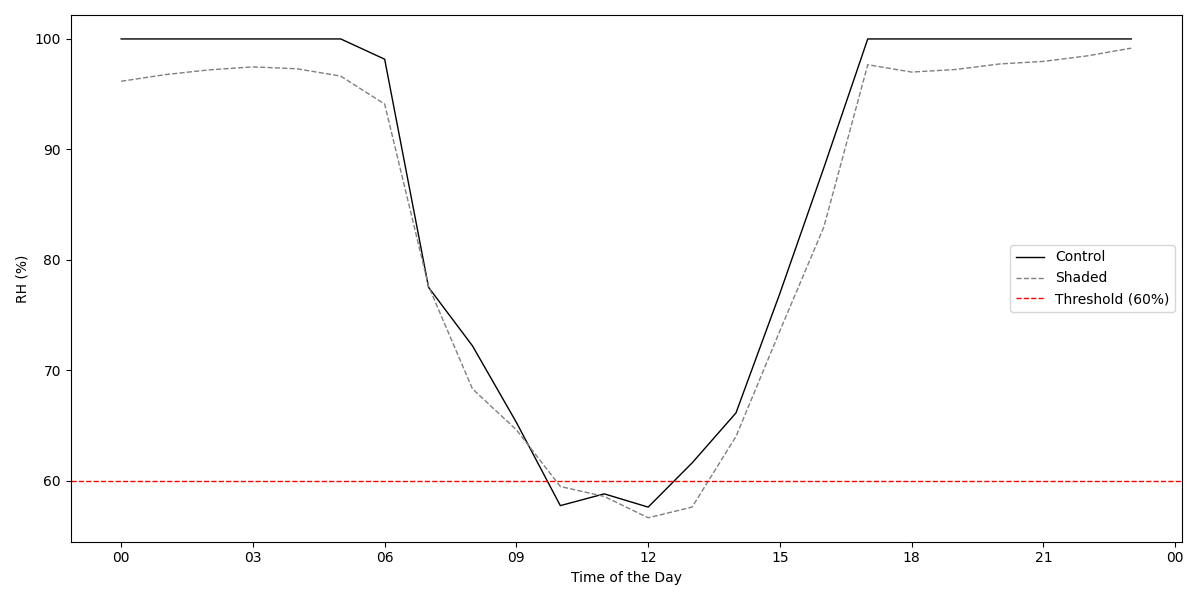 100
90
80
70
60
RH (%)
Control
Shaded
Threshold (60%)
00 03 06 09 12 15 18 21 00
Time of the Day